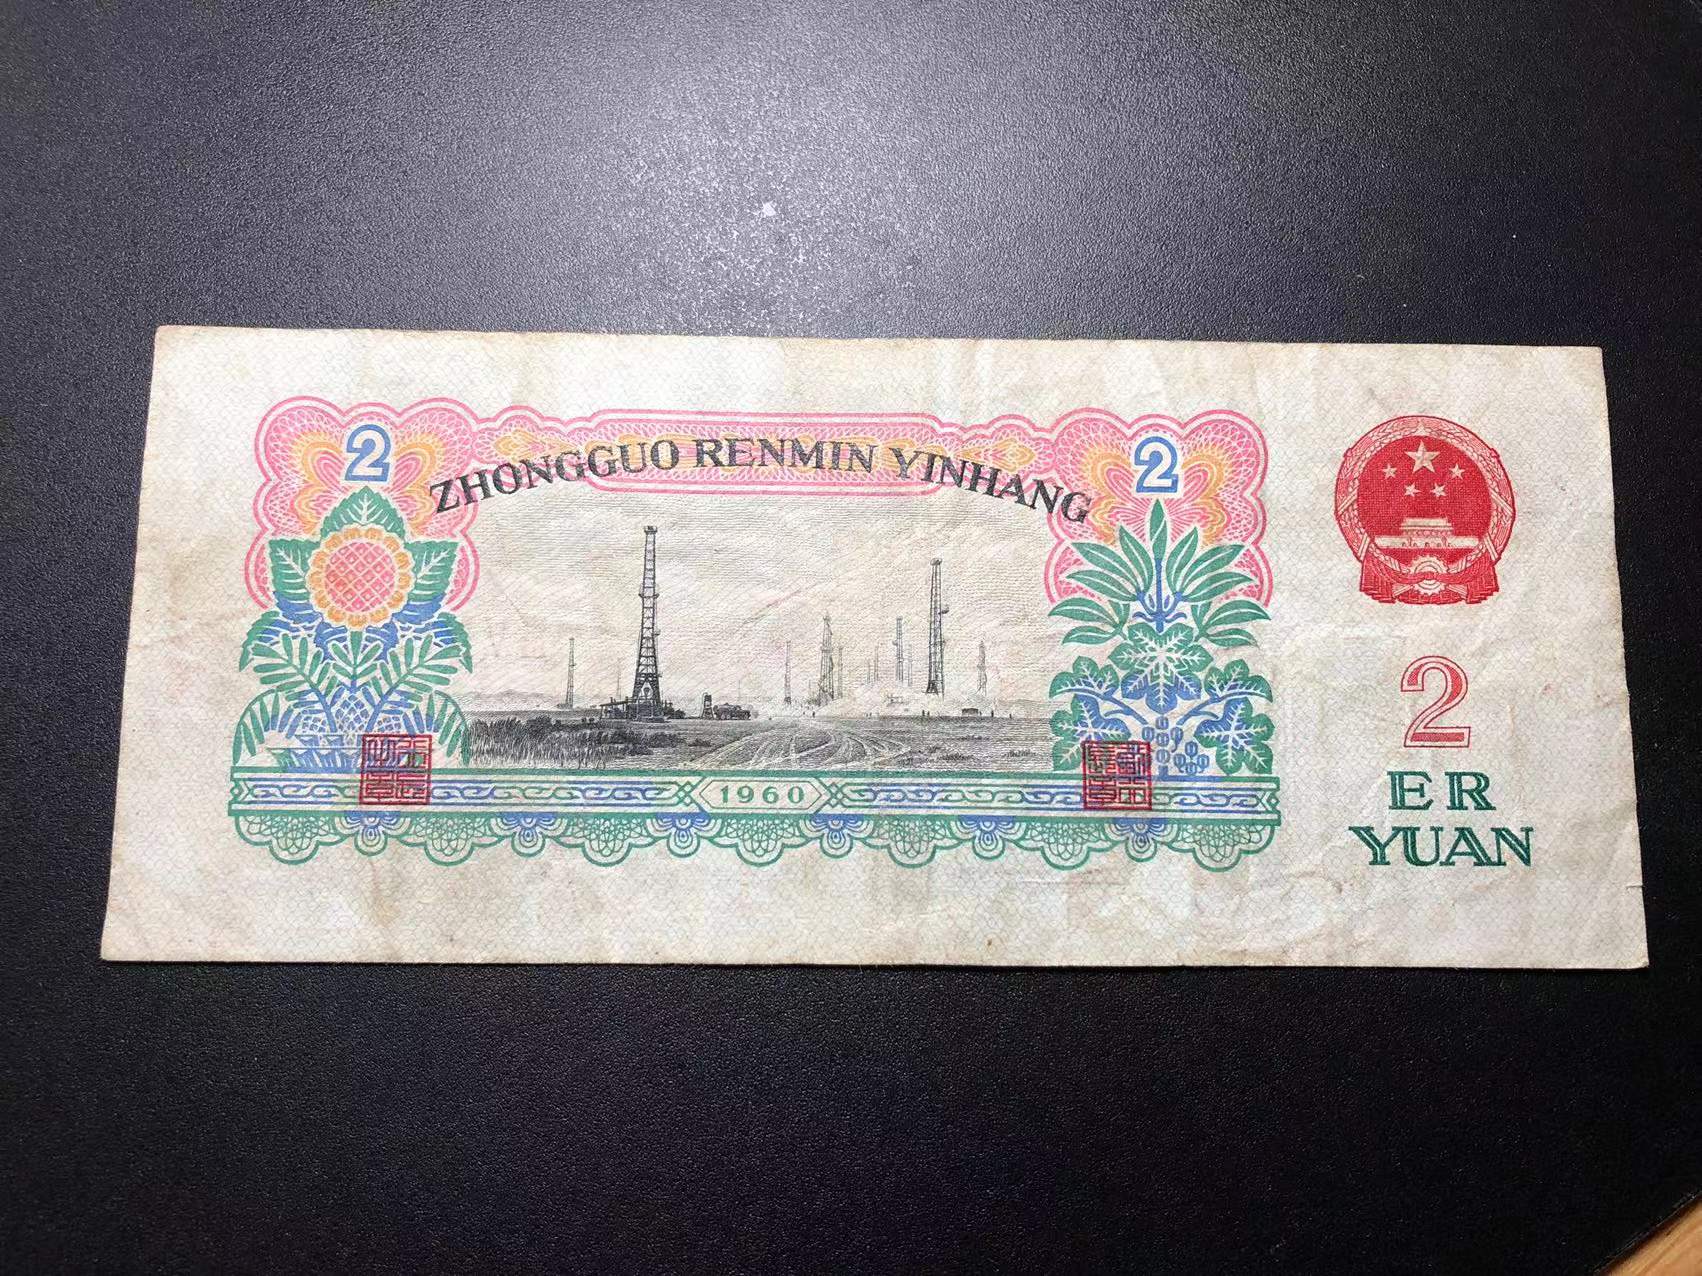 2 2
ZHONGGUO RENMIN YINHANG
1960
2
ER
YUAN